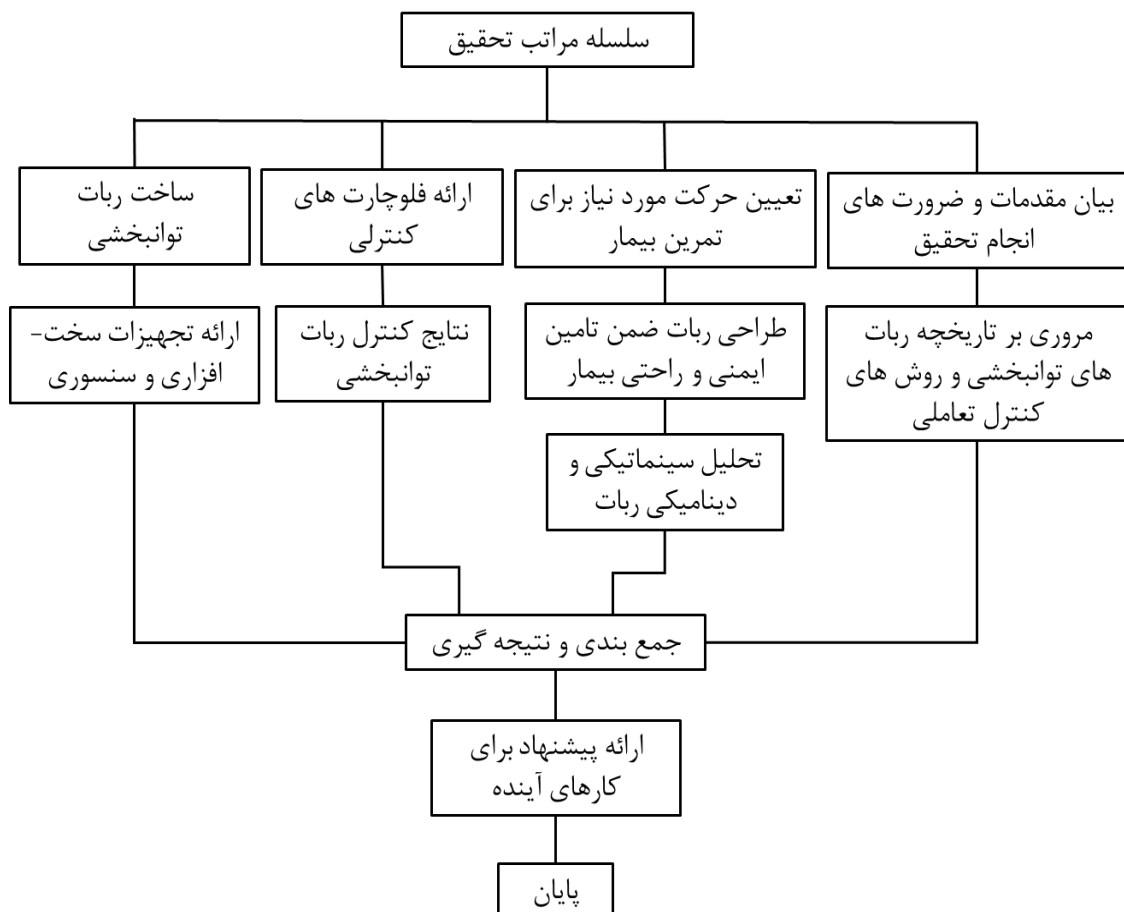 سلسله مراتب تحقیق
بیان مقدمات و ضرورت های
انجام تحقیق
تعیین حرکت مورد نیاز برای
تمرین بیمار
ارائه فلوچارت های
کنترلی
ساخت ربات
توانبخشی
مروری بر تاریخچه ربات
های توانبخشی و روش های
کنترل تعاملی
طراحی ربات ضمن تامین
ایمنی و راحتی بیمار
نتایج کنترل ربات
توانبخشی
ارائه تجهیزات سخت-
افزاری و سنسوری
تحلیل سینماتیکی و
دینامیکی ربات
جمع بندی و نتیجه گیری
ارائه پیشنهاد برای
کارهای آینده
پایان